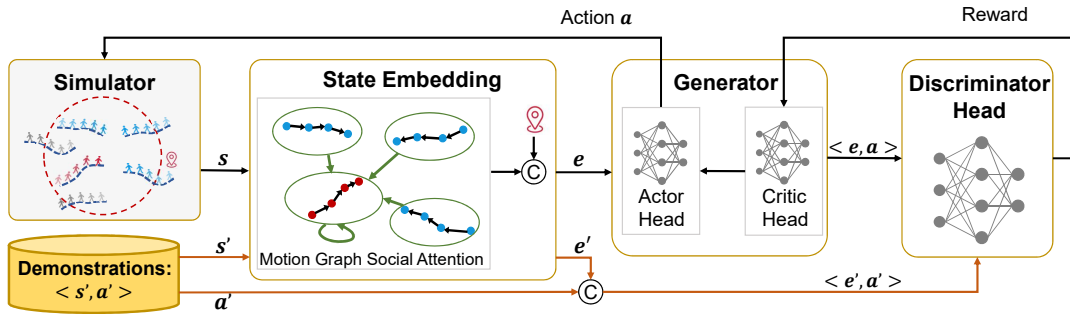 Action a
Reward
Simulator
State Embedding
Generator
Discriminator
Head
s
C
e
Actor
Head
Critic
Head
< e, a >
Motion Graph Social Attention
Demonstrations:
< s', a' >
s'
e'
a'
C
< e', a' >